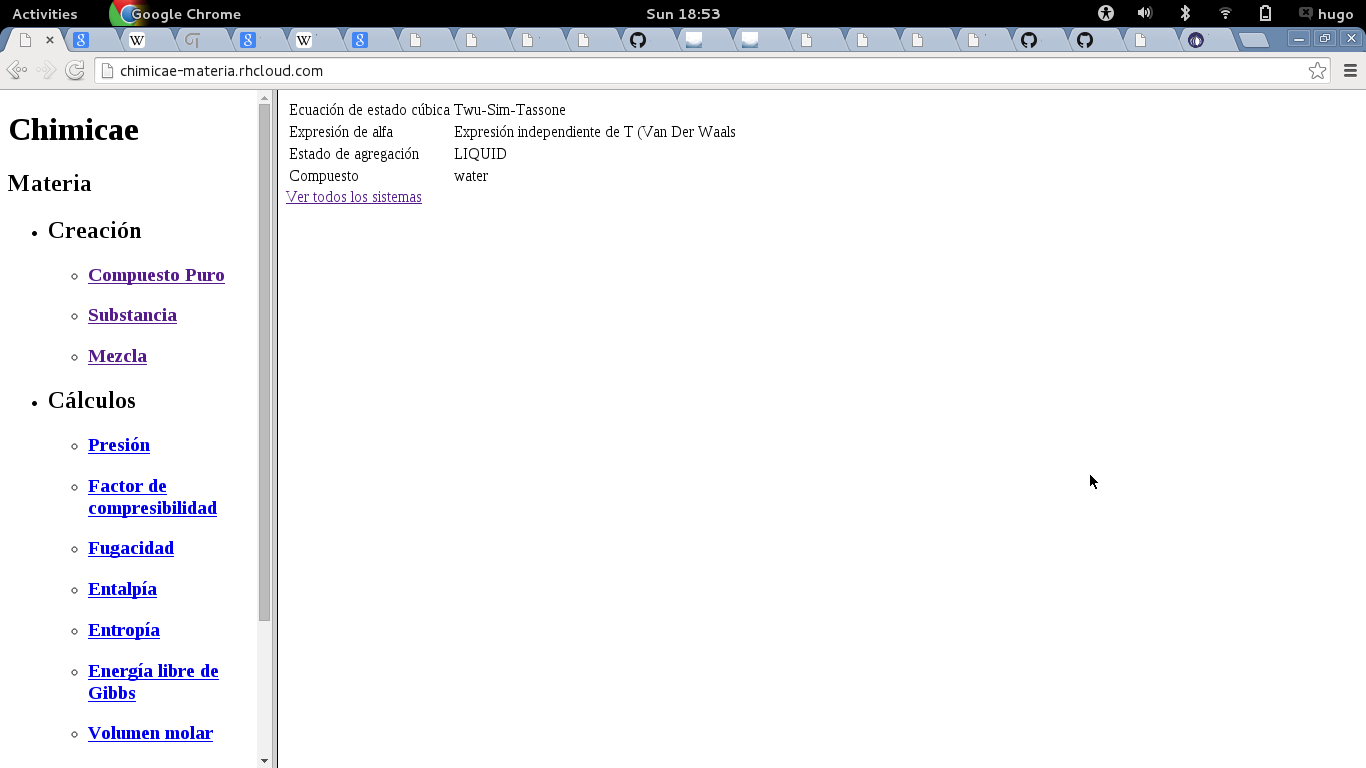 Activities Google Chrome Sun 18:53 hugo
chimicae-materia.rhcloud.com
Chimicae
Materia
Creación
Compuesto Puro
Substancia
Mezcla
Cálculos
Presión
Factor de
compresibilidad
Fugacidad
Entalpía
Entropía
Energía libre de
Gibbs
Volumen molar
Ecuación de estado cúbica Twu-Sim-Tassone
Expresión de alfa Expresión independiente de T (Van Der Waals
Estado de agregación LIQUID
Compuesto water
Ver todos los sistemas